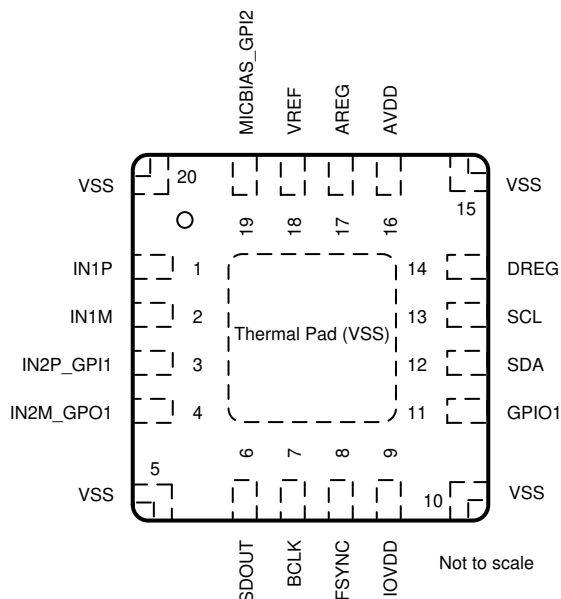 MICBIAS_GPI2
VREF
AREG
AVDD
VSS
20
VSS
15
19
18
17
16
IN1P
1
14
DREG
IN1M
2
13
SCL
Thermal Pad (VSS)
IN2P_GPI1
3
12
SDA
IN2M_GPO1
4
11
GPIO1
6
7
8
9
5
VSS
10
VSS
SDOUT
BCLK
FSYNC
IOVDD
Not to scale